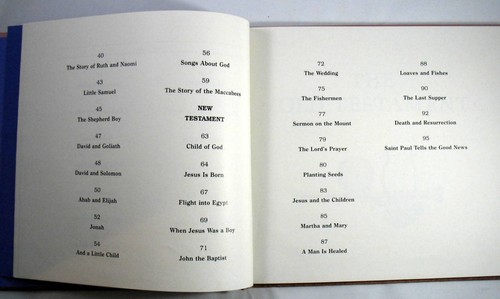 40
The Story of Ruth and Naomi
43
Little Samuel
45
The Shepherd Boy
47
David and Goliath
48
David and Solomon
50
Ahab and Elijah
52
Jonah
54
And a Little Child
56
Songs About God
59
The Story of the Maccabees
NEW
TESTAMENT
63
Child of God
64
Jesus Is Born
67
Flight into Egypt
69
When Jesus Was a Boy
71
John the Baptist
72
The Wedding
75
The Fishermen
77
Sermon on the Mount
79
The Lord's Prayer
80
Planting Seeds
83
Jesus and the Children
85
Martha and Mary
87
A Man Is Healed
88
Loaves and Fishes
90
The Last Supper
92
Death and Resurrection
95
Saint Paul Tells the Good News